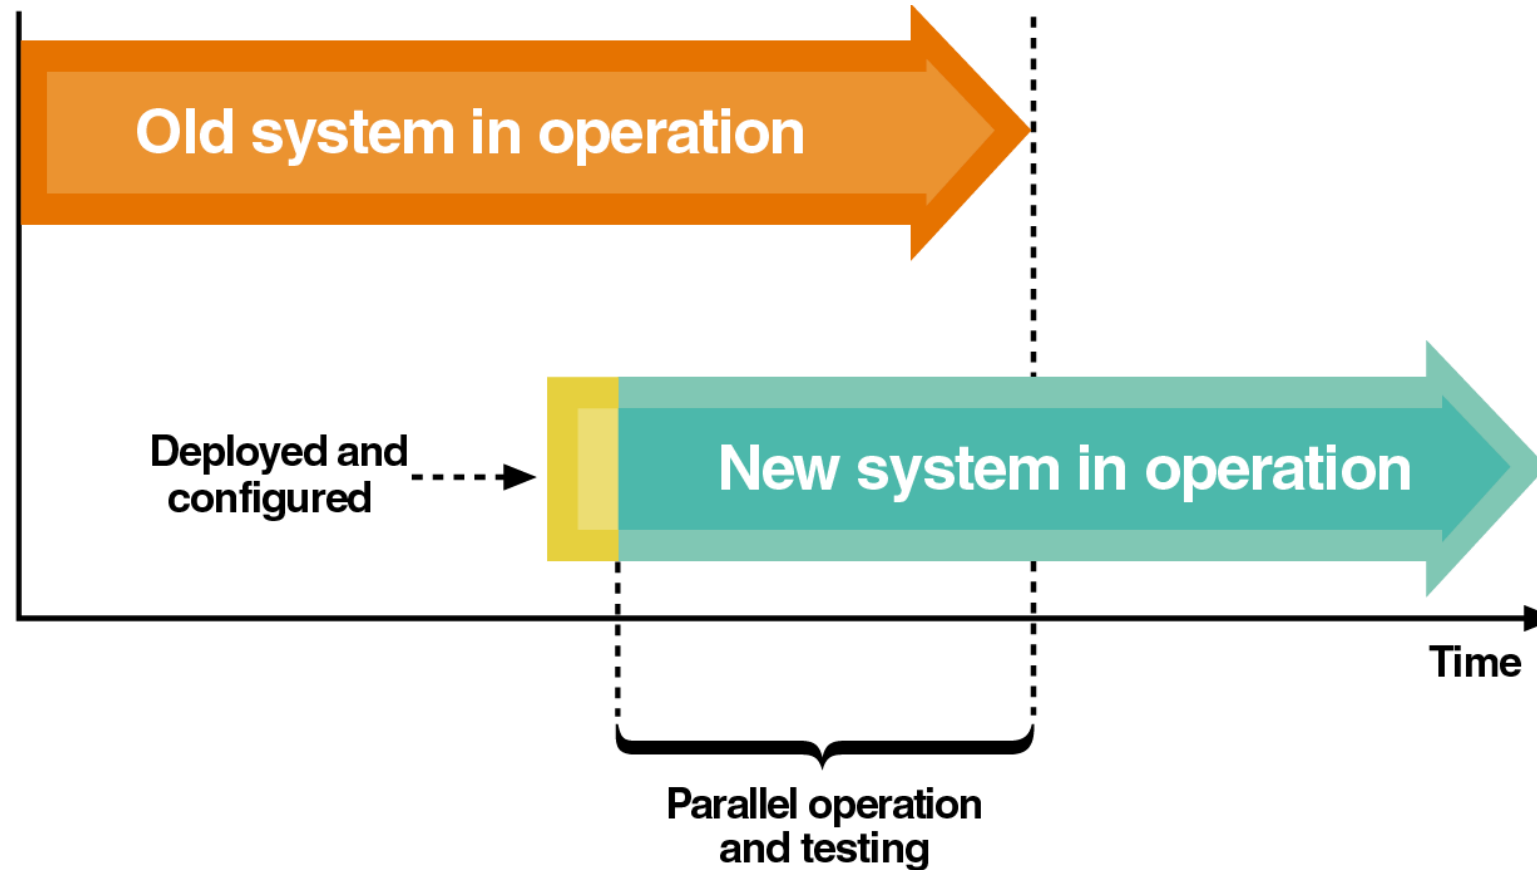 Old system in operation
Deployed and
configured
New system in operation
Time
Parallel operation
and testing